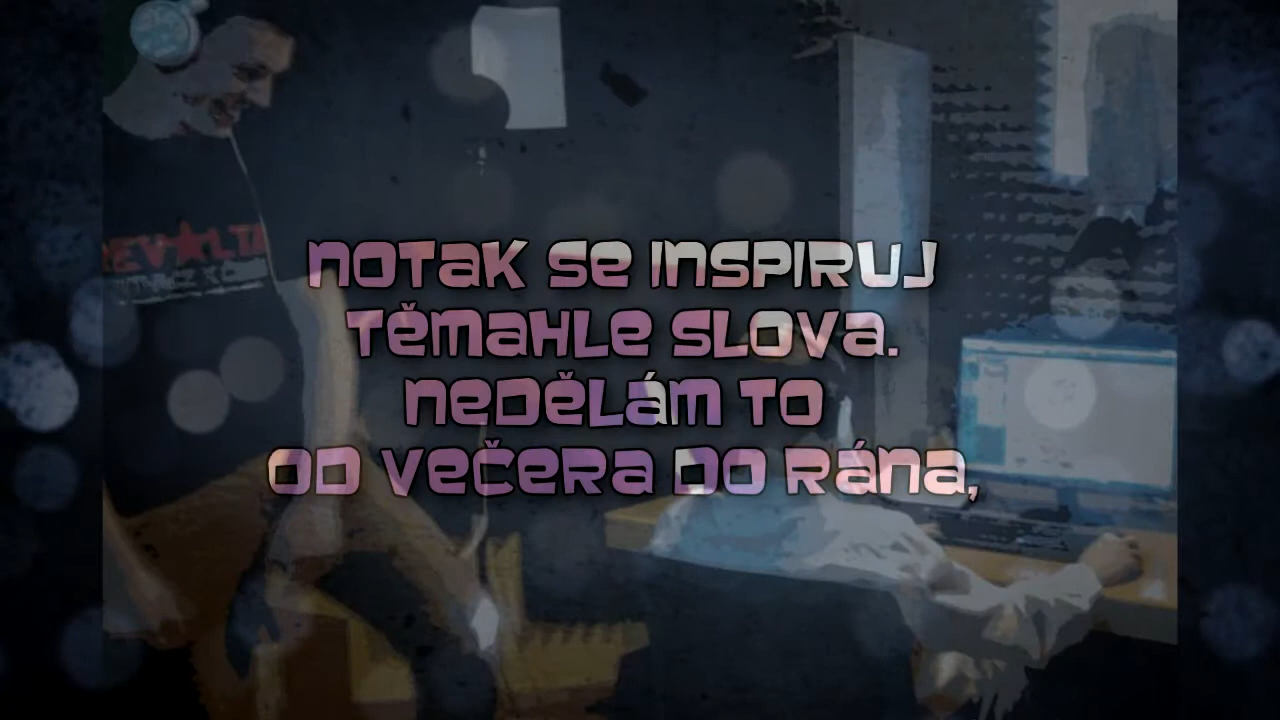 NOTAK SE INSPIRUJ
TĚMAHLE SLOVA.
NEDĚLÁM TO
OD VEČERA DO RÁNA,